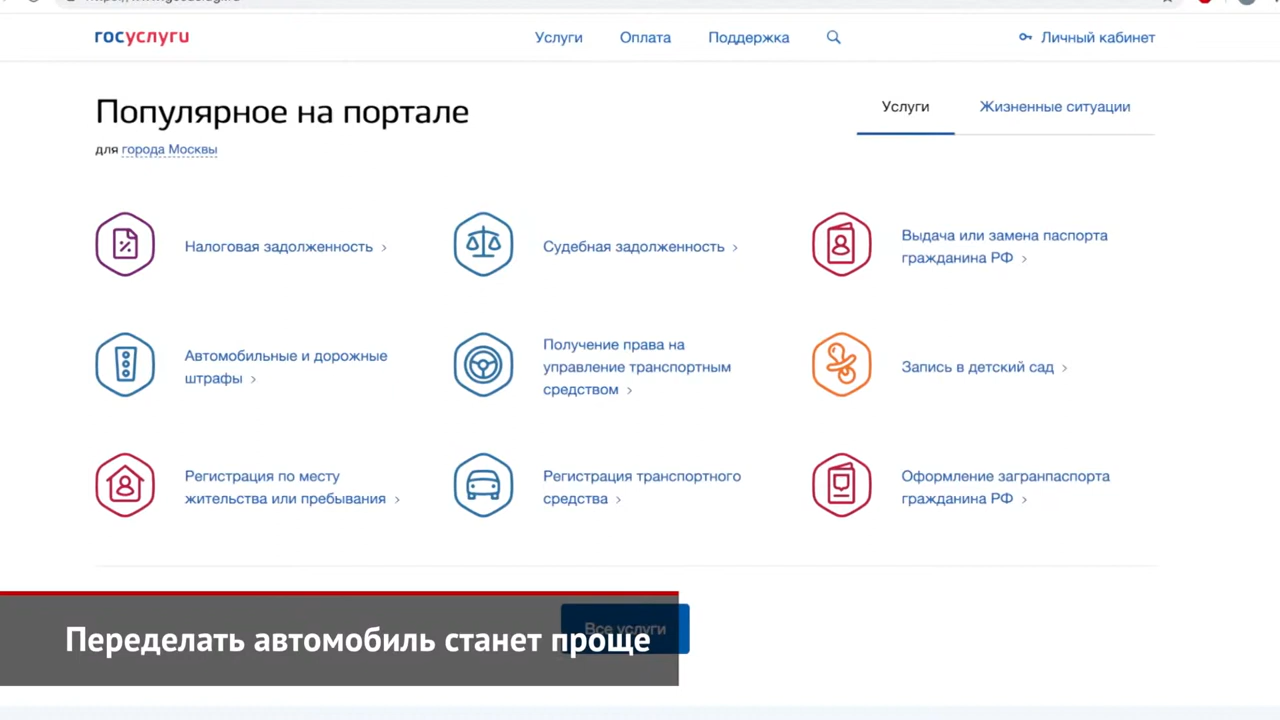 госуслуги
Услуги
Оплата
Поддержка
Личный кабинет
Популярное на портале
для города Москвы
Услуги
Жизненные ситуации
Налоговая задолженность
Судебная задолженность
Выдача или замена паспорта
гражданина РФ
Автомобильные и дорожные
штрафы
Получение права на
управление транспортным
средством
Запись в детский сад
Регистрация по месту
жительства или пребывания
Регистрация транспортного
средства
Оформление загранпаспорта
гражданина РФ
Все услуги
Переделать автомобиль станет проще